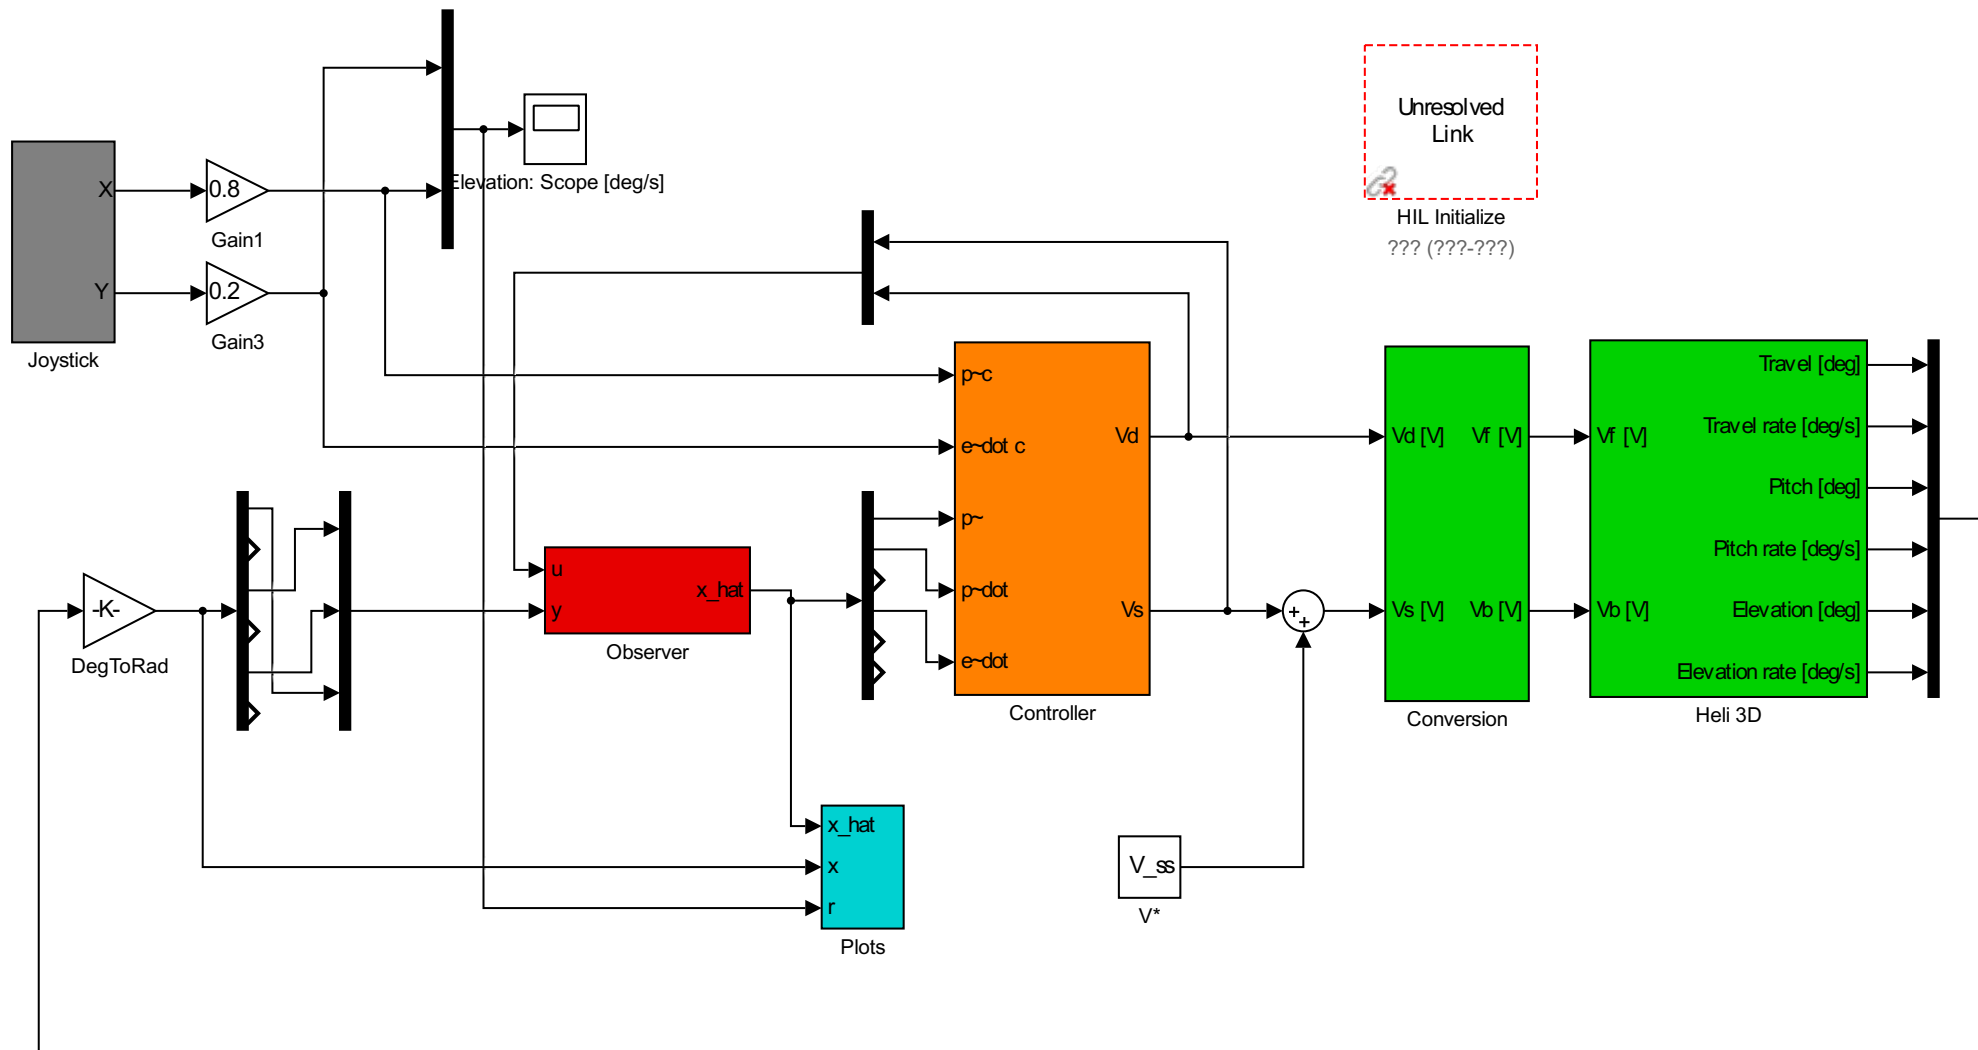 Unresolved
Link
HIL Initialize
??? (???-???)
X
Y
Joystick
0.8
Gain1
0.2
Gain3
Elevation: Scope [deg/s]
p~c
e~dot c
p~
p~dot
e~dot
Vd
Vs
Controller
Vd [V]
Vs [V]
Vf [V]
Vb [V]
Conversion
Vf [V]
Vb [V]
Travel [deg]
Travel rate [deg/s]
Pitch [deg]
Pitch rate [deg/s]
Elevation [deg]
Elevation rate [deg/s]
Heli 3D
-K-
DegToRad
u
y
x_hat
Observer
+
+
x_hat
x
r
Plots
V_ss
V*